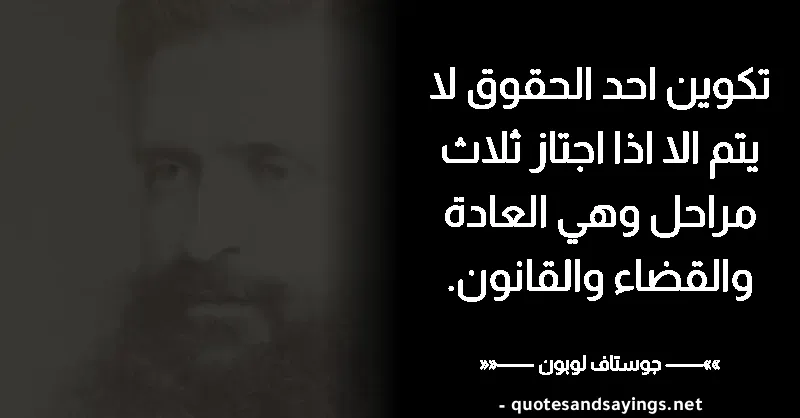 تكوين احد الحقوق لا
يتم الا اذا اجتاز ثلاث
مراحل وهي العادة
والقضاء والقانون.
»»—— جوستاف لوبون ——««
- quotesandsayings.net